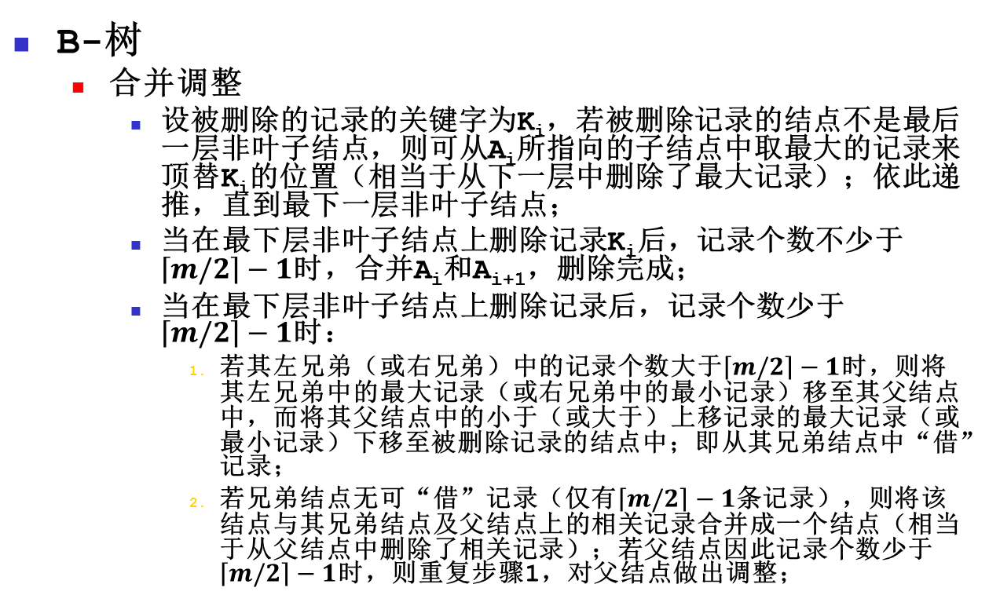 B-树
合并调整
设被删除的记录的关键字为Ki，若被删除记录的结点不是最后
一层非叶子结点，则可从Ai所指向的子结点中取最大的记录来
顶替Ki的位置（相当于从下一层中删除了最大记录）；依此递
推，直到最下一层非叶子结点；
当在最下层非叶子结点上删除记录Ki后，记录个数不少于
⌈m/2⌉－1时，合并Ai和Ai+1，删除完成；
当在最下层非叶子结点上删除记录后，记录个数少于
⌈m/2⌉－1时：
1. 若其左兄弟（或右兄弟）中的记录个数大于⌈m/2⌉－1时，则将
其左兄弟中的最大记录（或右兄弟中的最小记录）移至其父结点
中，而将其父结点中的小于（或大于）上移记录的最大记录（或
最小记录）下移至被删除记录的结点中；即从其兄弟结点中“借”
记录；
2. 若兄弟结点无可“借”记录（仅有⌈m/2⌉－1条记录），则将该
结点与其兄弟结点及父结点上的相关记录合并成一个结点（相当
于从父结点中删除了相关记录）；若父结点因此记录个数少于
⌈m/2⌉－1时，则重复步骤1，对父结点做出调整；